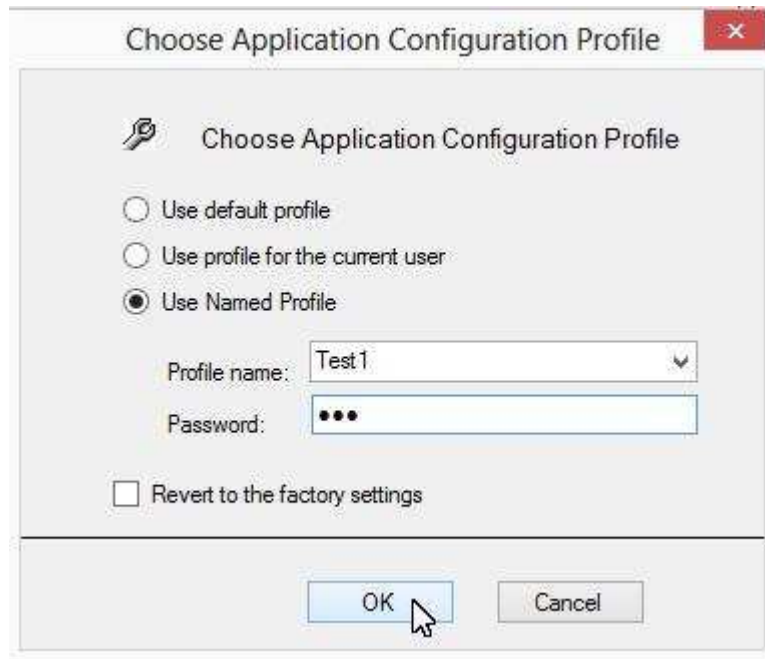 Choose Application Configuration Profile
Choose Application Configuration Profile
Use default profile
Use profile for the current user
Use Named Profile
Profile name: Test1
Password: •••
Revert to the factory settings
OK Cancel